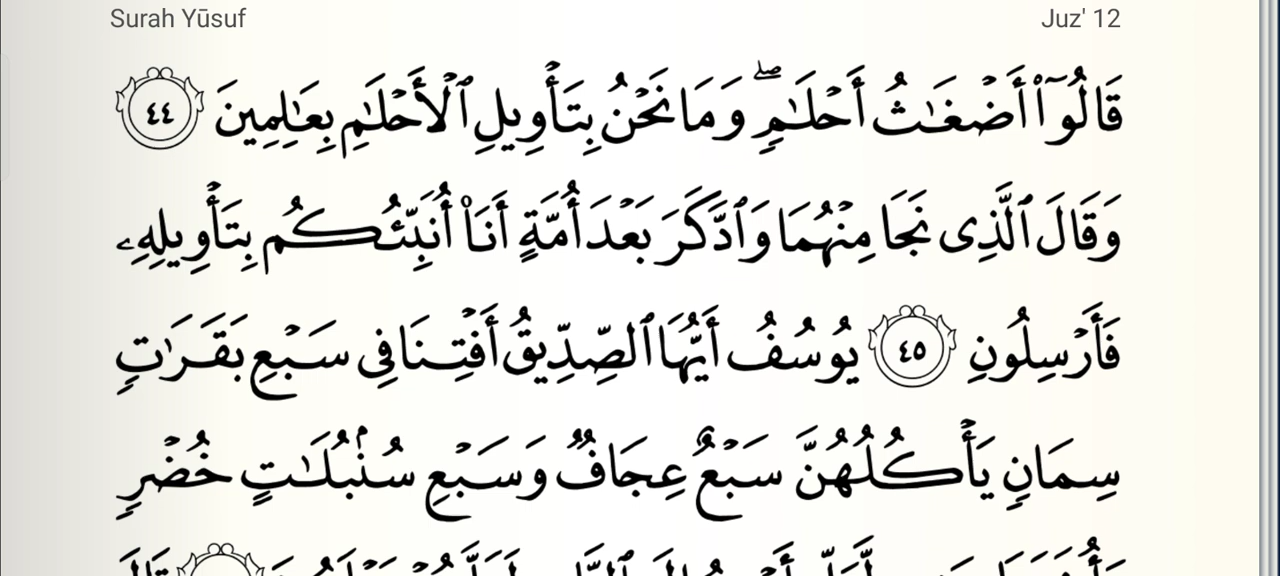 Surah Yūsuf
Juz' 12
قَالُوٓا۟ أَضْغَـٰثُ أَحْلَـٰمٍۢ ۖ وَمَا نَحْنُ بِتَأْوِيلِ ٱلْأَحْلَـٰمِ بِعَـٰلِمِينَ ٤٤
وَقَالَ ٱلَّذِى نَجَا مِنْهُمَا وَٱدَّكَرَ بَعْدَ أُمَّةٍ أَنَا۠ أُنَبِّئُكُم بِتَأْوِيلِهِۦ
فَأَرْسِلُونِ ٤٥ يُوسُفُ أَيُّهَا ٱلصِّدِّيقُ أَفْتِنَا فِى سَبْعِ بَقَرَٰتٍۢ
سِمَانٍۢ يَأْكُلُهُنَّ سَبْعٌ عِجَافٌۭ وَسَبْعِ سُنۢبُلَـٰتٍ خُضْرٍۢ